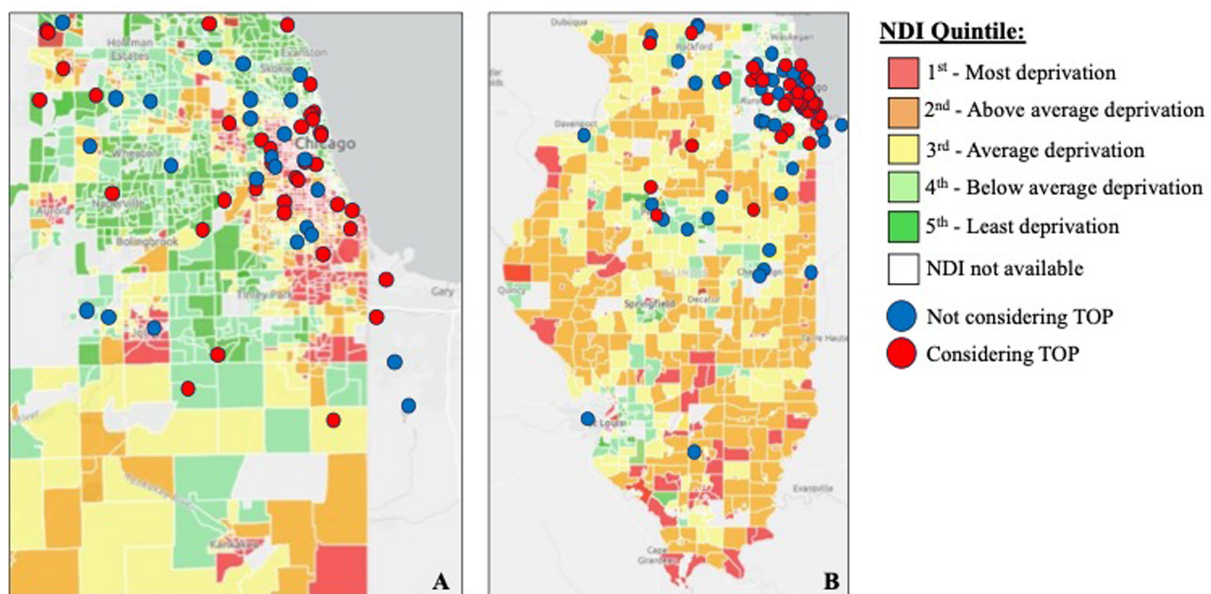 Hoffman
Estates
Evanston
Skokie
Chicago
Wheaton
Aurora
Naperville
Bolingbrook
Tinley Park
Gary
Kankakee
A
Dubuque
Rockford
Waukegan
Davenport
Quincy
Springfield
Decatur
Terre Haute
St Louis
Evansville
Cape
Girardeau
B
NDI Quintile:
1st - Most deprivation
2nd - Above average deprivation
3rd - Average deprivation
4th - Below average deprivation
5th - Least deprivation
NDI not available
Not considering TOP
Considering TOP